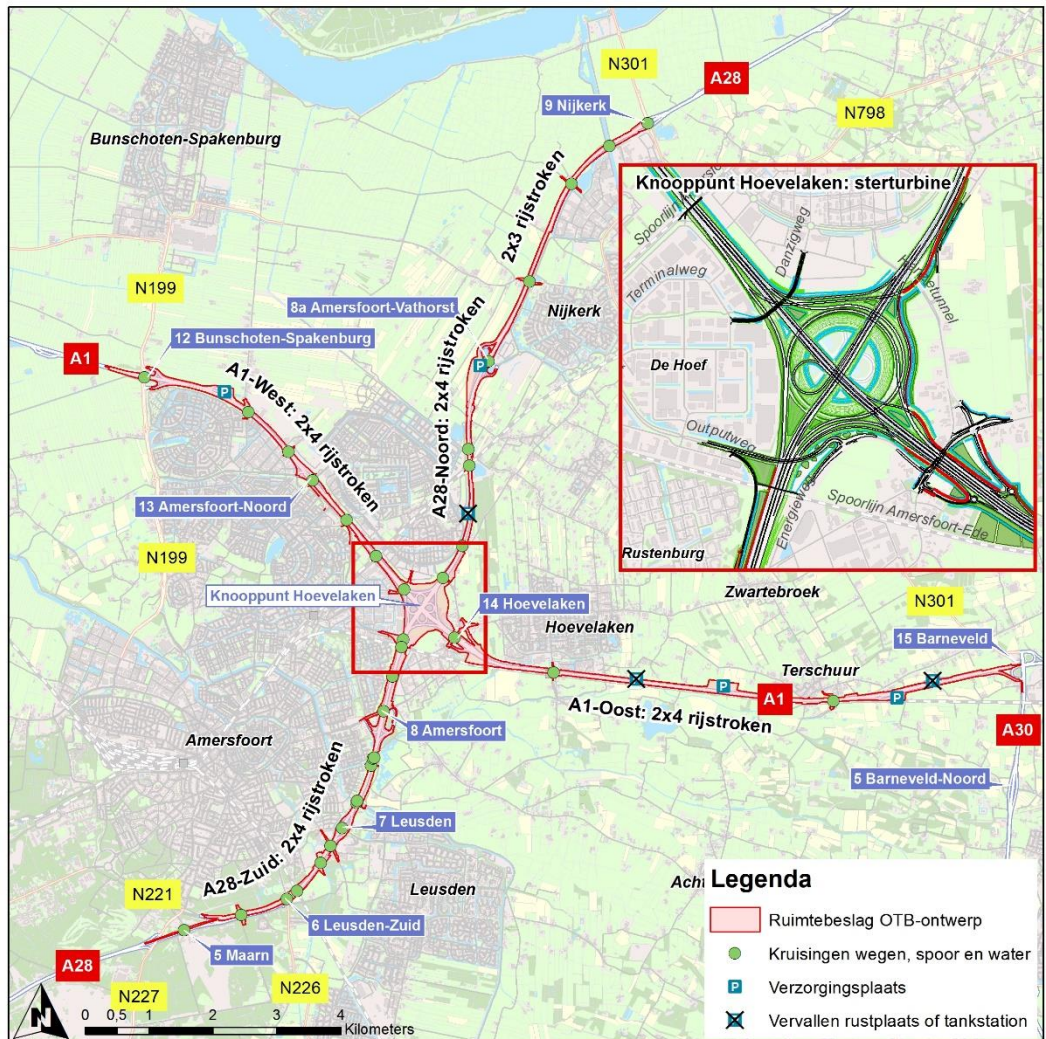 N301
A28
9 Nijkerk
N798
Bunschoten-Spakenburg
2x3 rijstroken
Knooppunt Hoevelaken: sterturbine
Danzigweg
Terminalweg
De Hoef
Outputweg
Energieweg
Spoorlijn Amersfoort-Ede
Rustenburg
N199
8a Amersfoort-Vathorst
Nijkerk
12 Bunschoten-Spakenburg
A1
A1-West: 2x4 rijstroken
A28-Noord: 2x4 rijstroken
13 Amersfoort-Noord
N199
Knooppunt Hoevelaken
14 Hoevelaken
Hoevelaken
Zwartebroek
N301
15 Barneveld
Terschuur
A1-Oost: 2x4 rijstroken
A1
A30
8 Amersfoort
Amersfoort
5 Barneveld-Noord
7 Leusden
A28-Zuid: 2x4 rijstroken
Leusden
N221
6 Leusden-Zuid
5 Maarn
A28
N227
N226
N
0 0,5 1 2 3 4
Kilometers
Legenda
Ruimtebeslag OTB-ontwerp
Kruisingen wegen, spoor en water
P Verzorgingsplaats
Vervallen rustplaats of tankstation